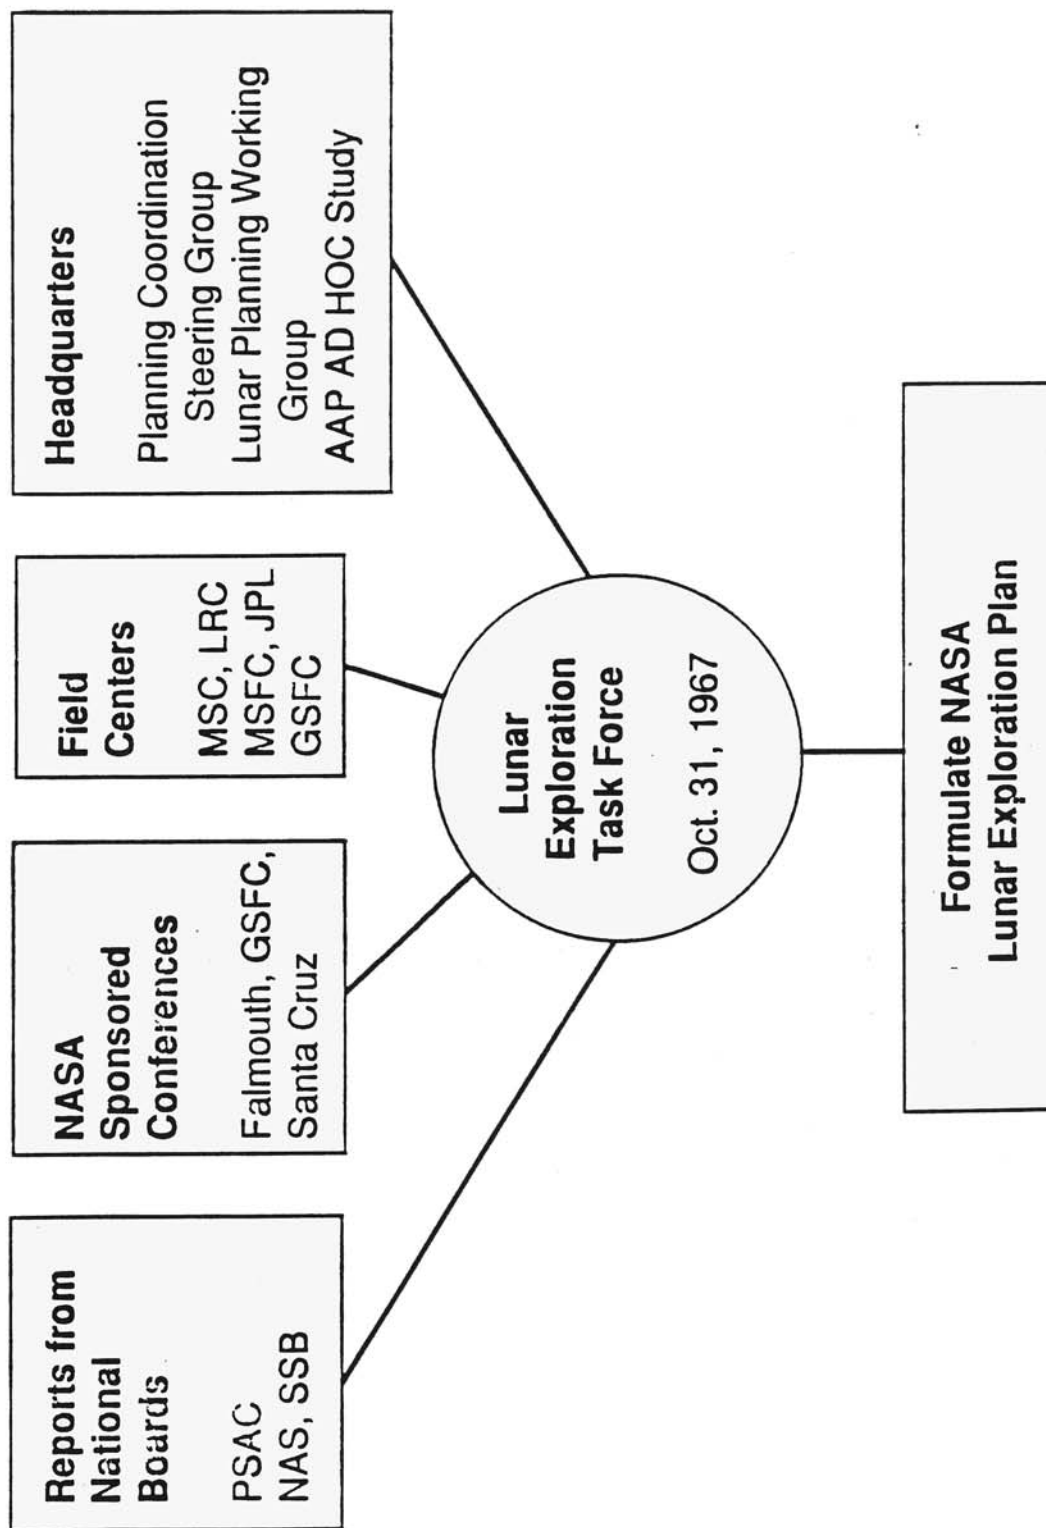 Reports from
National
Boards
PSAC
NAS, SSB
NASA
Sponsored
Conferences
Falmouth, GSFC,
Santa Cruz
Field
Centers
MSC, LRC
MSFC, JPL
GSFC
Headquarters
Planning Coordination
Steering Group
Lunar Planning Working
Group
AAP AD HOC Study
Lunar
Exploration
Task Force
Oct. 31, 1967
Formulate NASA
Lunar Exploration Plan